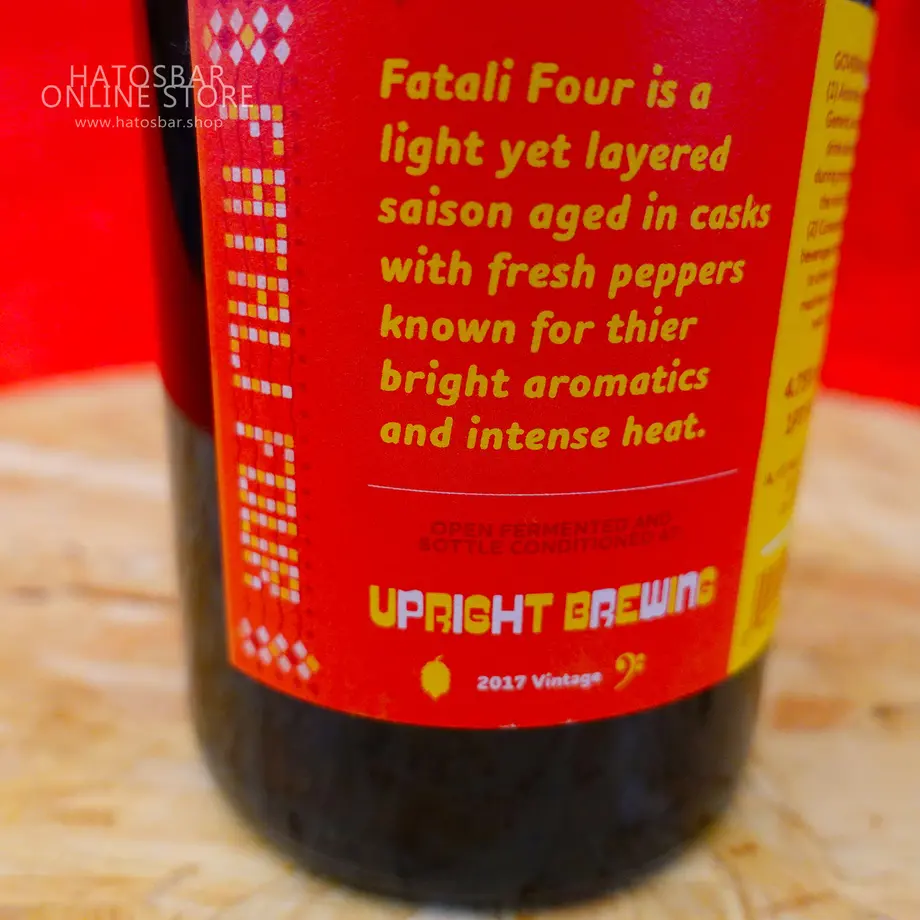 HATOSBAR
ONLINE STORE
www.hatosbar.shop
FATALI FOUR
Fatali Four is a
light yet layered
saison aged in casks
with fresh peppers
known for thier
bright aromatics
and intense heat.
OPEN FERMENTED AND
BOTTLE CONDITIONED AT
UPRIGHT BREWING
2017 Vintage